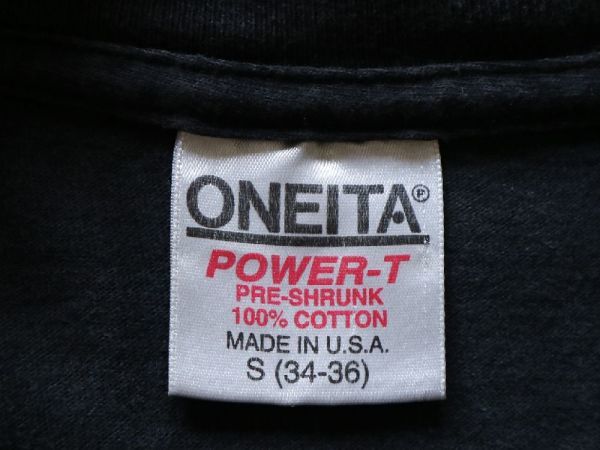 ONEITA®
POWER-T
PRE-SHRUNK
100% COTTON
MADE IN U.S.A.
S (34-36)